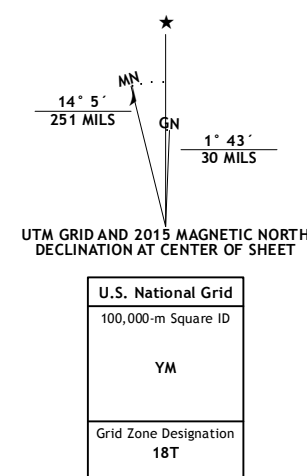 ★
MN
14° 5´
251 MILS
GN
1° 43´
30 MILS
UTM GRID AND 2015 MAGNETIC NORTH
DECLINATION AT CENTER OF SHEET
U.S. National Grid
100,000-m Square ID
YM
Grid Zone Designation
18T